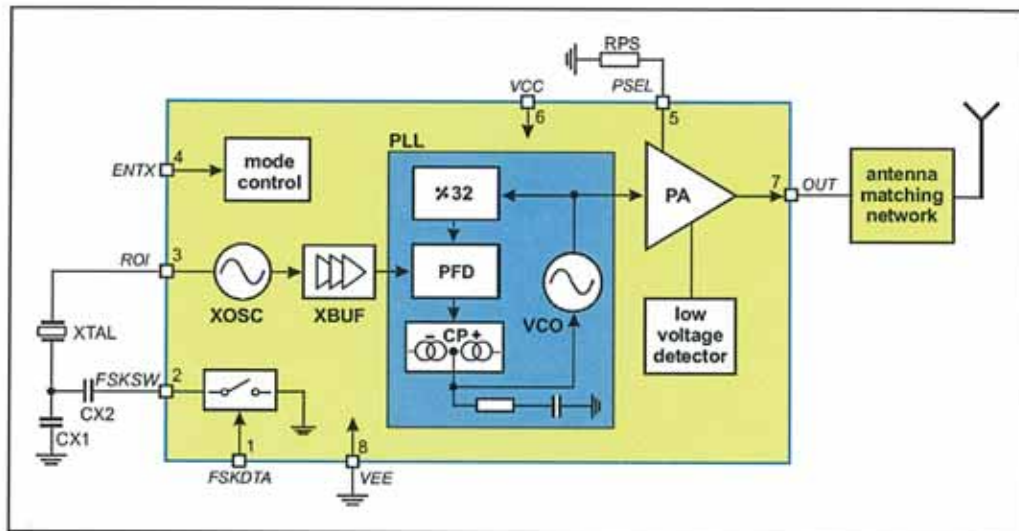 RPS
VCC
PSEL
6
5
PLL
4
ENTX
mode
control
÷32
PA
7
OUT
antenna
matching
network
3
ROI
PFD
XOSC
XBUF
VCO
low
voltage
detector
XTAL
- CP +
FSKSW
2
CX2
CX1
1
8
FSKDTA
VEE